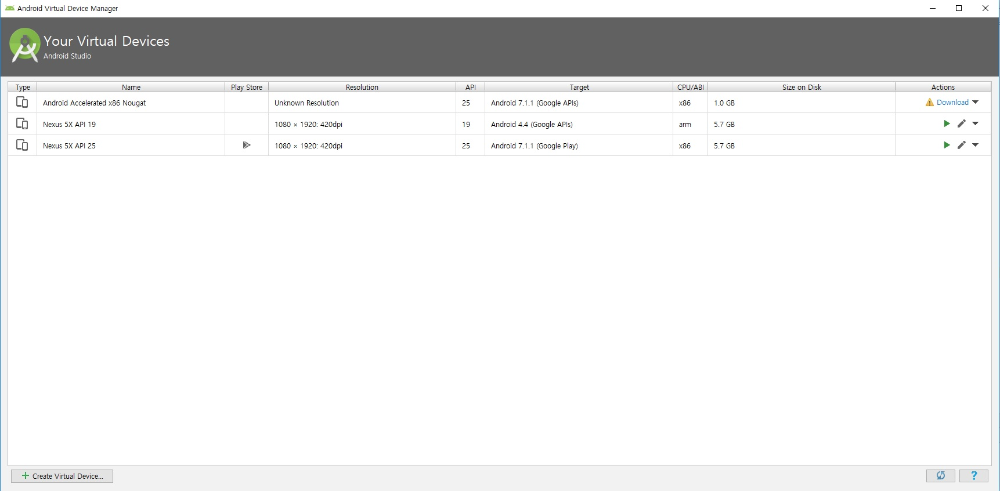 Android Virtual Device Manager
Your Virtual Devices
Android Studio
Type Name Play Store Resolution API Target CPU/ABI Size on Disk Actions
Android Accelerated x86 Nougat Unknown Resolution 25 Android 7.1.1 (Google APIs) x86 1.0 GB Download
Nexus 5X API 19 1080 × 1920: 420dpi 19 Android 4.4 (Google APIs) arm 5.7 GB
Nexus 5X API 25 1080 × 1920: 420dpi 25 Android 7.1.1 (Google Play) x86 5.7 GB
+ Create Virtual Device... ?